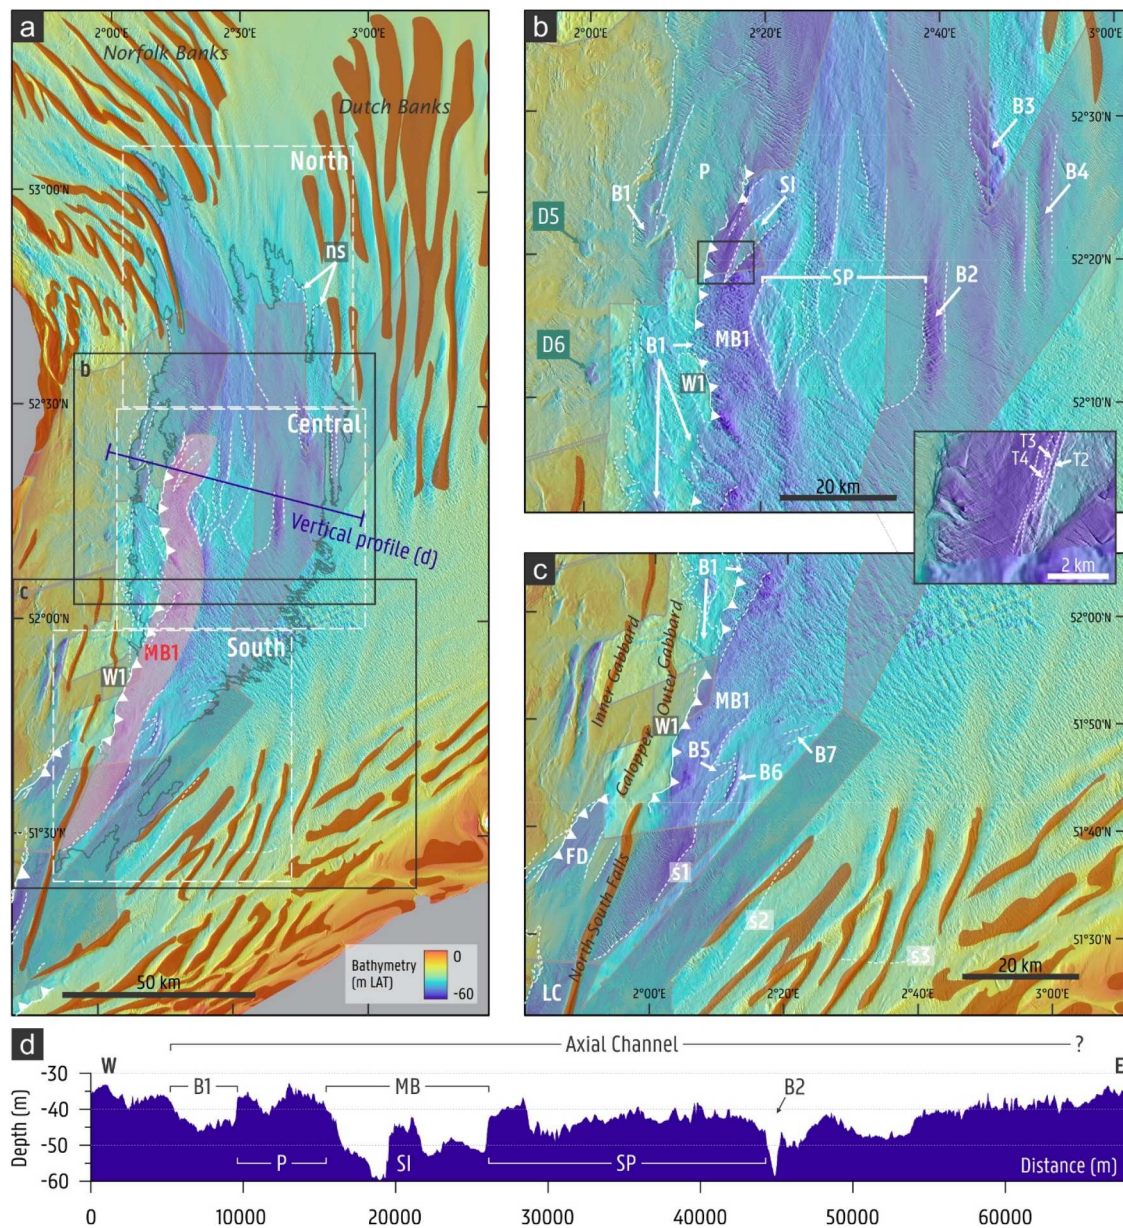 a
2°00'E
2°30'E
3°00'E
Norfolk Banks
Dutch Banks
North
53°00'N
ns
b
52°30'N
Central
Vertical profile (d)
c
52°00'N
South
MB1
W1
51°30'N
Bathymetry
(m LAT)
0
-60
50 km
b
2°00'E
2°20'E
2°40'E
3°00'E
52°30'N
B3
B4
B1
P
SI
D5
52°20'N
SP
B2
D6
B1
MB1
W1
52°10'N
20 km
T3
T4
T2
2 km
c
B1
52°00'N
Inner Gabbard
Outer Gabbard
MB1
W1
Galopper
51°50'N
B5
B6
B7
51°40'N
FD
s1
North-South Falls
s2
51°30'N
s3
LC
20 km
2°00'E
2°20'E
2°40'E
3°00'E
d
Axial Channel
?
W
E
-30
B1
MB
B2
-40
Depth (m)
-50
P
SI
SP
Distance (m)
-60
0
10000
20000
30000
40000
50000
60000